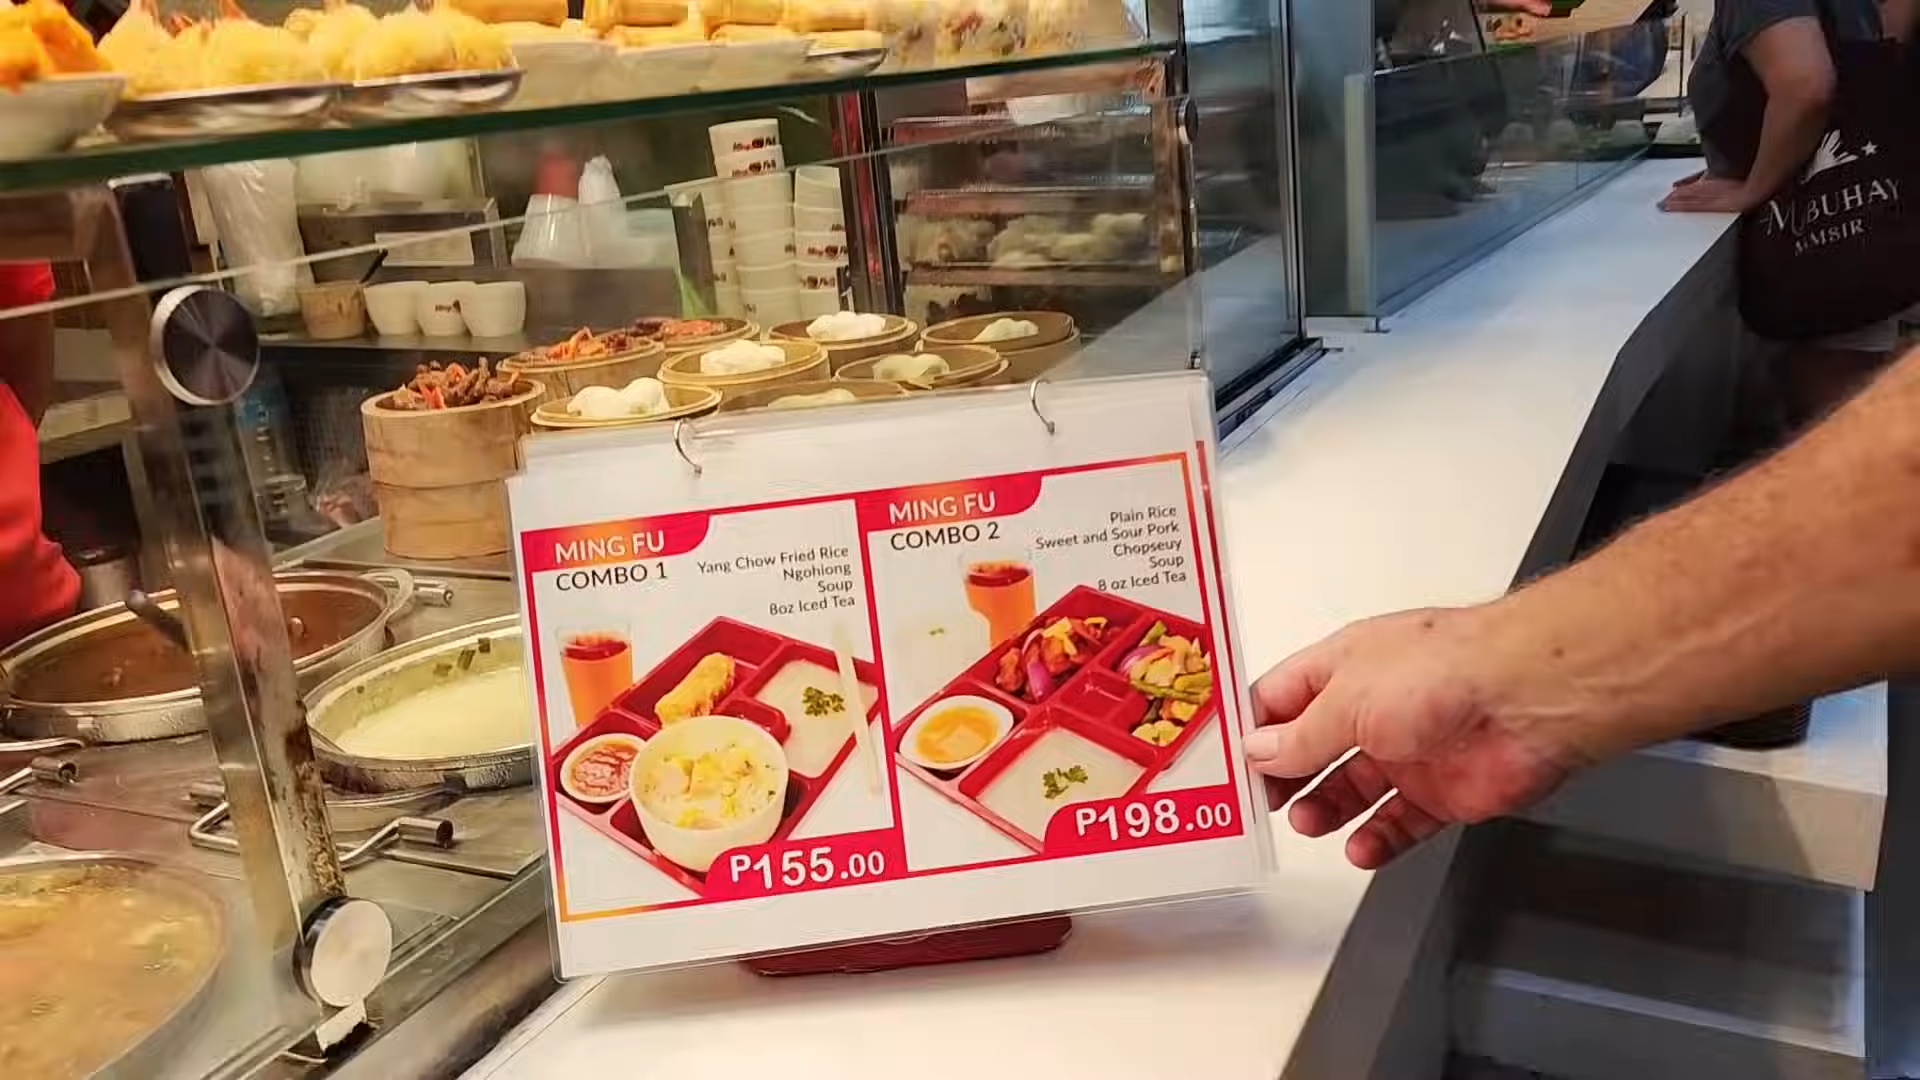 MING FU
COMBO 1
Yang Chow Fried Rice
Ngohiong
Soup
8oz Iced Tea
P155.00
MING FU
COMBO 2
Plain Rice
Sweet and Sour Pork
Chopseuy
Soup
8 oz Iced Tea
P198.00
MABUHAY